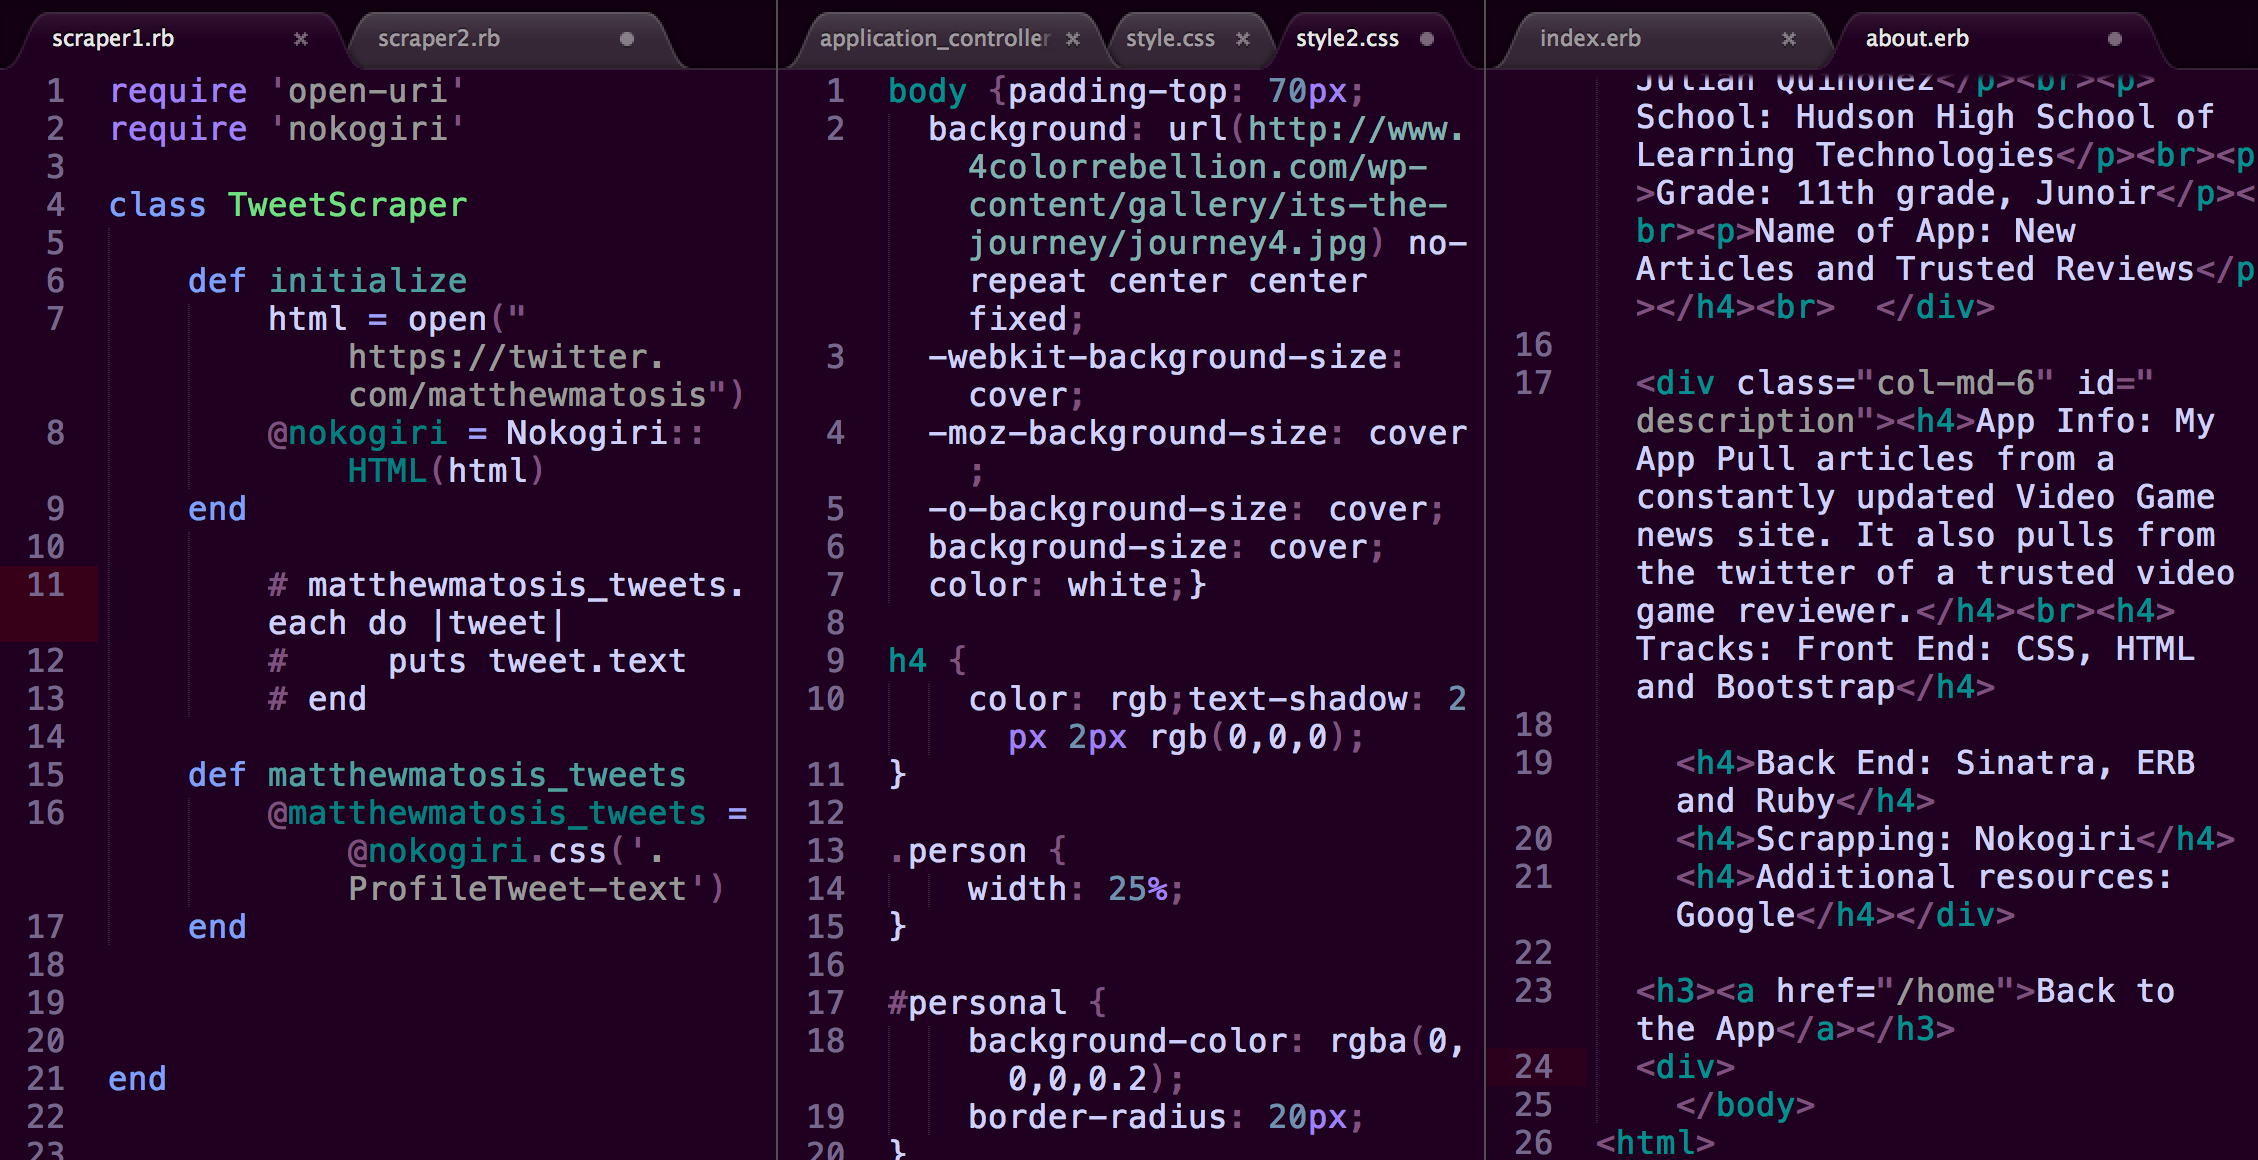 scraper1.rb × scraper2.rb
1 require 'open-uri'
2 require 'nokogiri'
3
4 class TweetScraper
5
6 def initialize
7 html = open("
https://twitter.
com/matthewmatosis")
8 @nokogiri = Nokogiri::
HTML(html)
9 end
10
11 # matthewmatosis_tweets.
each do |tweet|
12 # puts tweet.text
13 # end
14
15 def matthewmatosis_tweets
16 @matthewmatosis_tweets =
@nokogiri.css('.
ProfileTweet-text')
17 end
18
19
20
21 end
22
23
application_controller × style.css × style2.css
1 body {padding-top: 70px;
2 background: url(http://www.
4colorrebellion.com/wp-
content/gallery/its-the-
journey/journey4.jpg) no-
repeat center center
fixed;
3 -webkit-background-size:
cover;
4 -moz-background-size: cover
;
5 -o-background-size: cover;
6 background-size: cover;
7 color: white;}
8
9 h4 {
10 color: rgb;text-shadow: 2
px 2px rgb(0,0,0);
11 }
12
13 .person {
14 width: 25%;
15 }
16
17 #personal {
18 background-color: rgba(0,
0,0,0.2);
19 border-radius: 20px;
20 }
index.erb × about.erb
Julian Quinonez</p><br><p>
School: Hudson High School of
Learning Technologies</p><br><p
>Grade: 11th grade, Junoir</p><
br><p>Name of App: New
Articles and Trusted Reviews</p
></h4><br> </div>
16
17 <div class="col-md-6" id="
description"><h4>App Info: My
App Pull articles from a
constantly updated Video Game
news site. It also pulls from
the twitter of a trusted video
game reviewer.</h4><br><h4>
Tracks: Front End: CSS, HTML
and Bootstrap</h4>
18
19 <h4>Back End: Sinatra, ERB
and Ruby</h4>
20 <h4>Scrapping: Nokogiri</h4>
21 <h4>Additional resources:
Google</h4></div>
22
23 <h3><a href="/home">Back to
the App</a></h3>
24 <div>
25 </body>
26 <html>